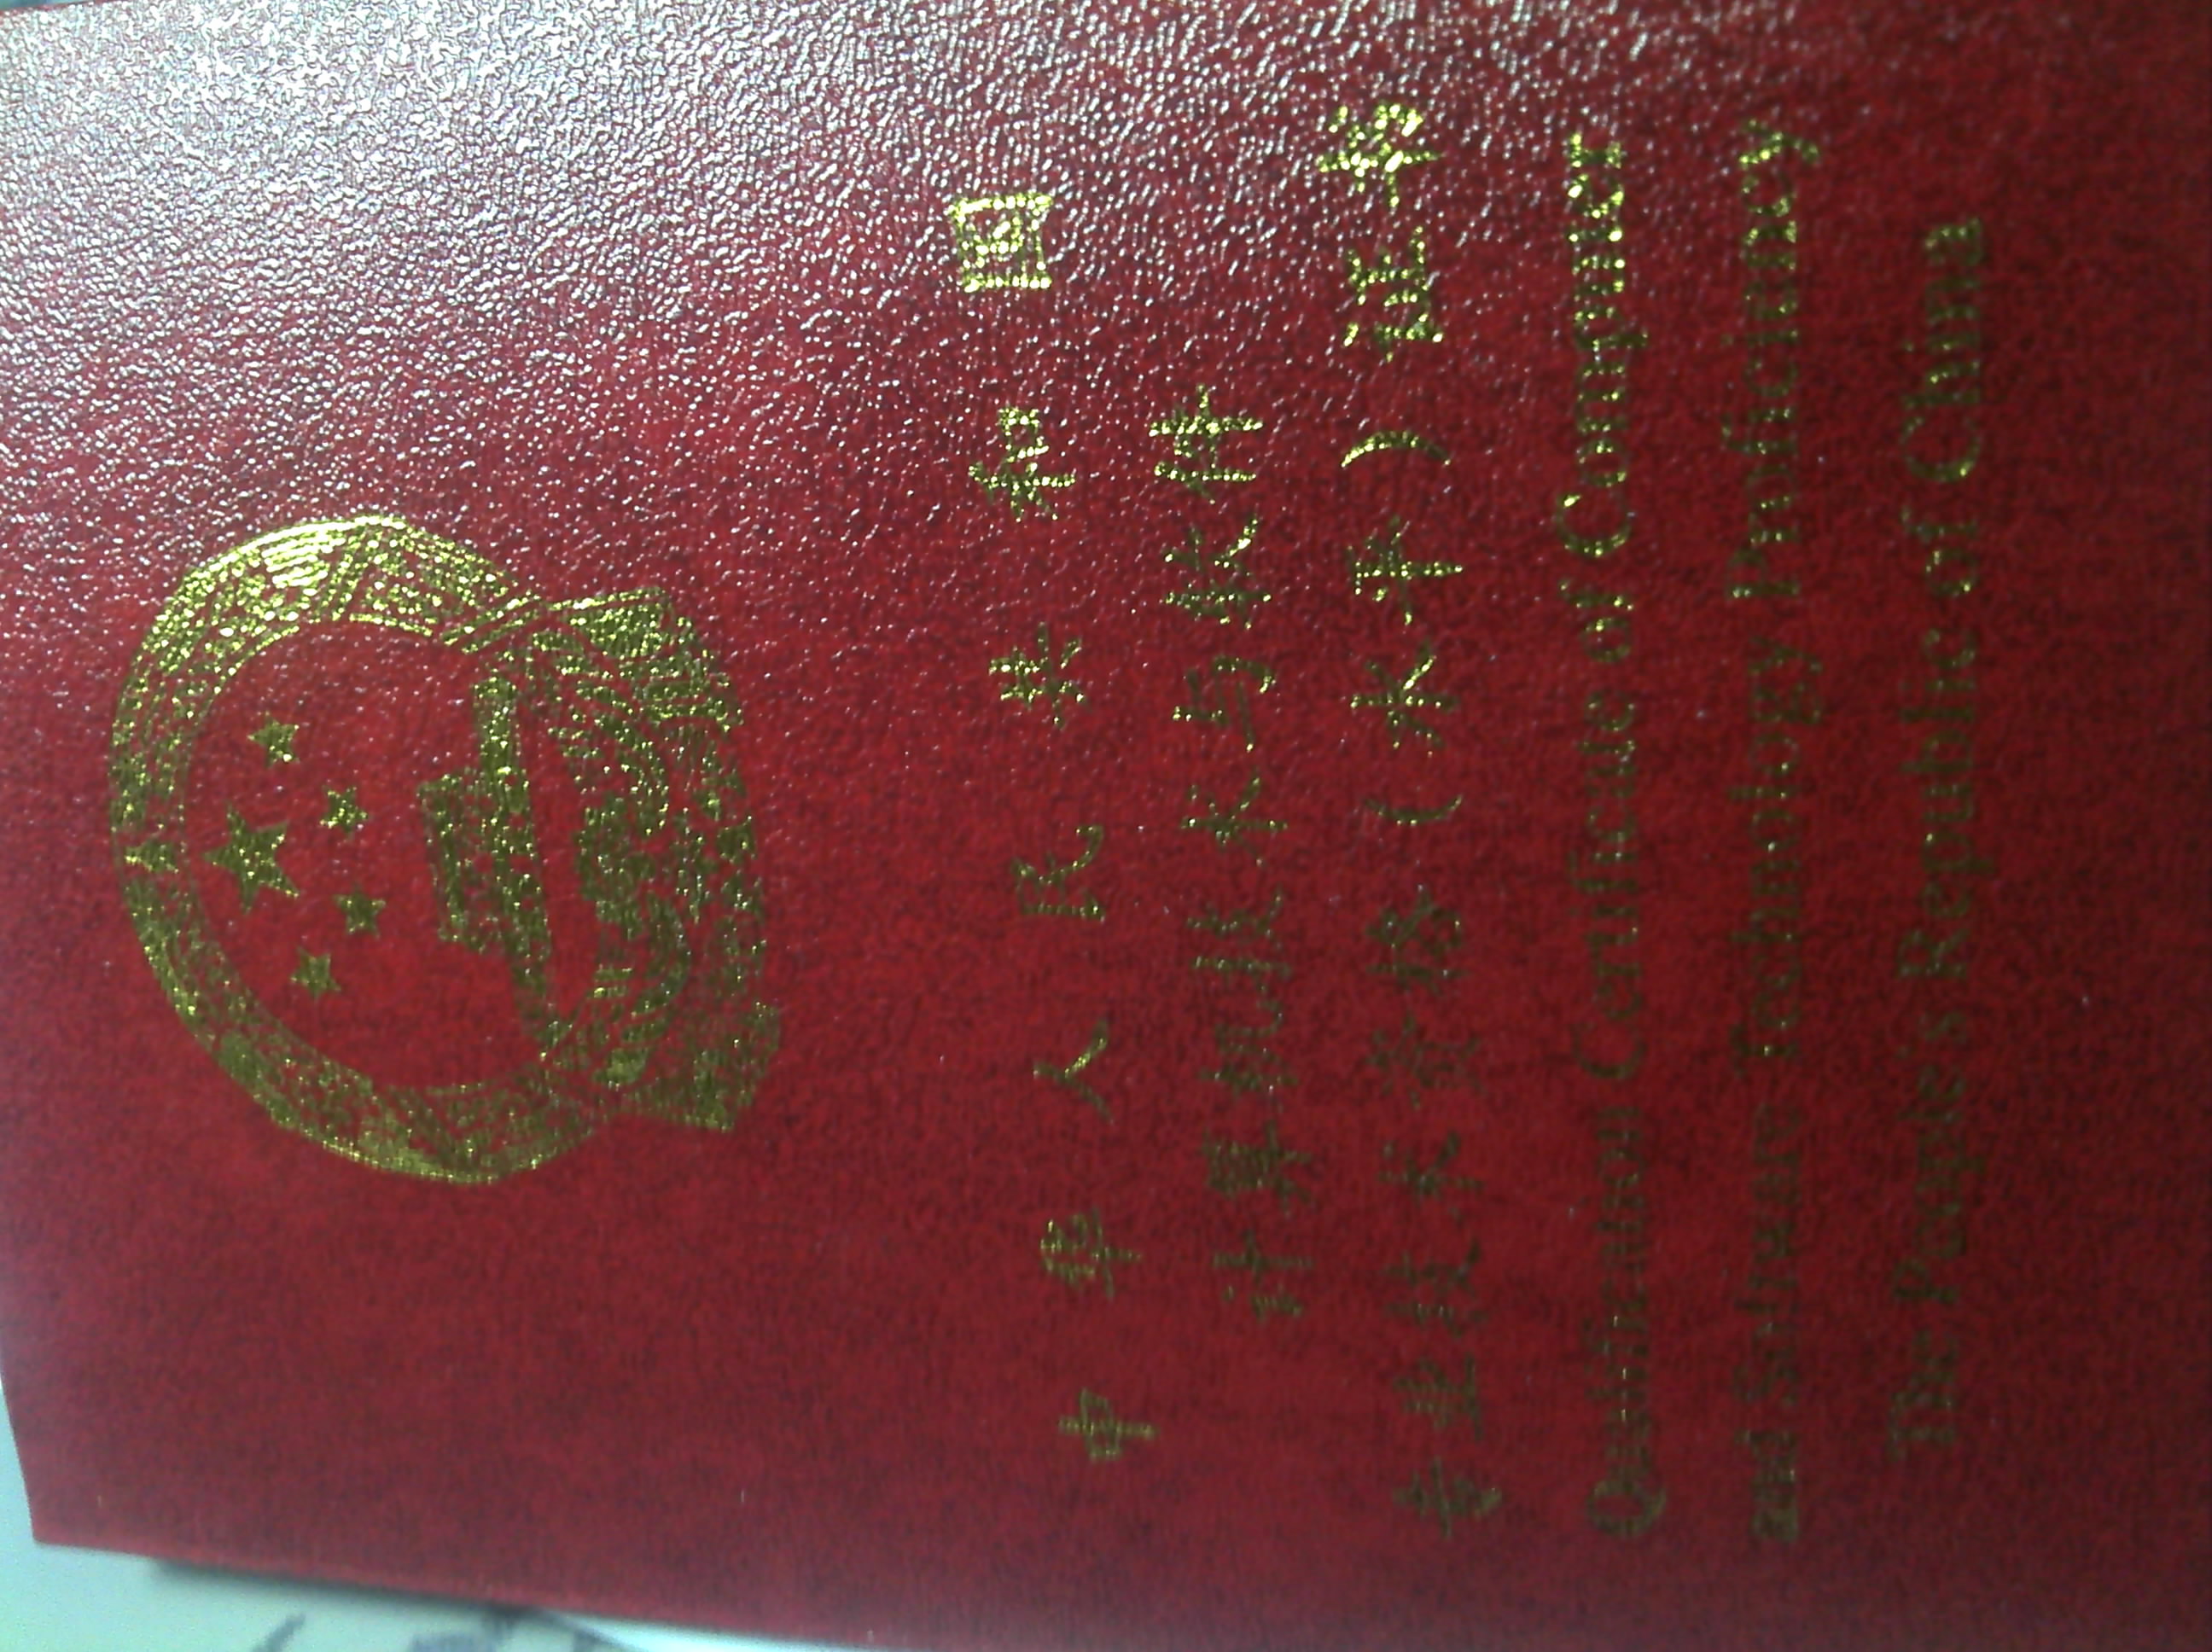 中华人民共和国
计算机技术与软件
专业技术资格（水平）证书
Qualification Certificate of Computer
and Software Technology Proficiency
The People's Republic of China